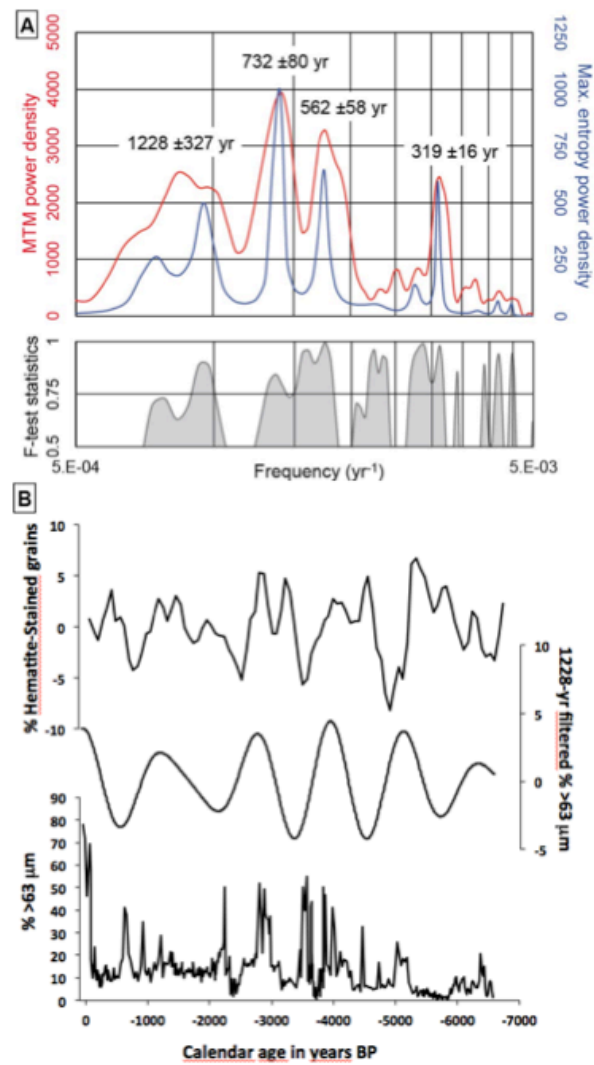 A
5000
4000
3000
2000
1000
0
MTM power density
1250
1000
750
500
250
0
Max. entropy power density
732 ±80 yr
562 ±58 yr
1228 ±327 yr
319 ±16 yr
F-test statistics
1
0.75
0.5
5.E-04
Frequency (yr-1)
5.E-03
B
% Hematite-Stained grains
10
5
0
-5
-10
10
5
0
-5
1228-yr filtered % >63 µm
% >63 µm
90
80
70
60
50
40
30
20
10
0
0 -1000 -2000 -3000 -4000 -5000 -6000 -7000
Calendar age in years BP